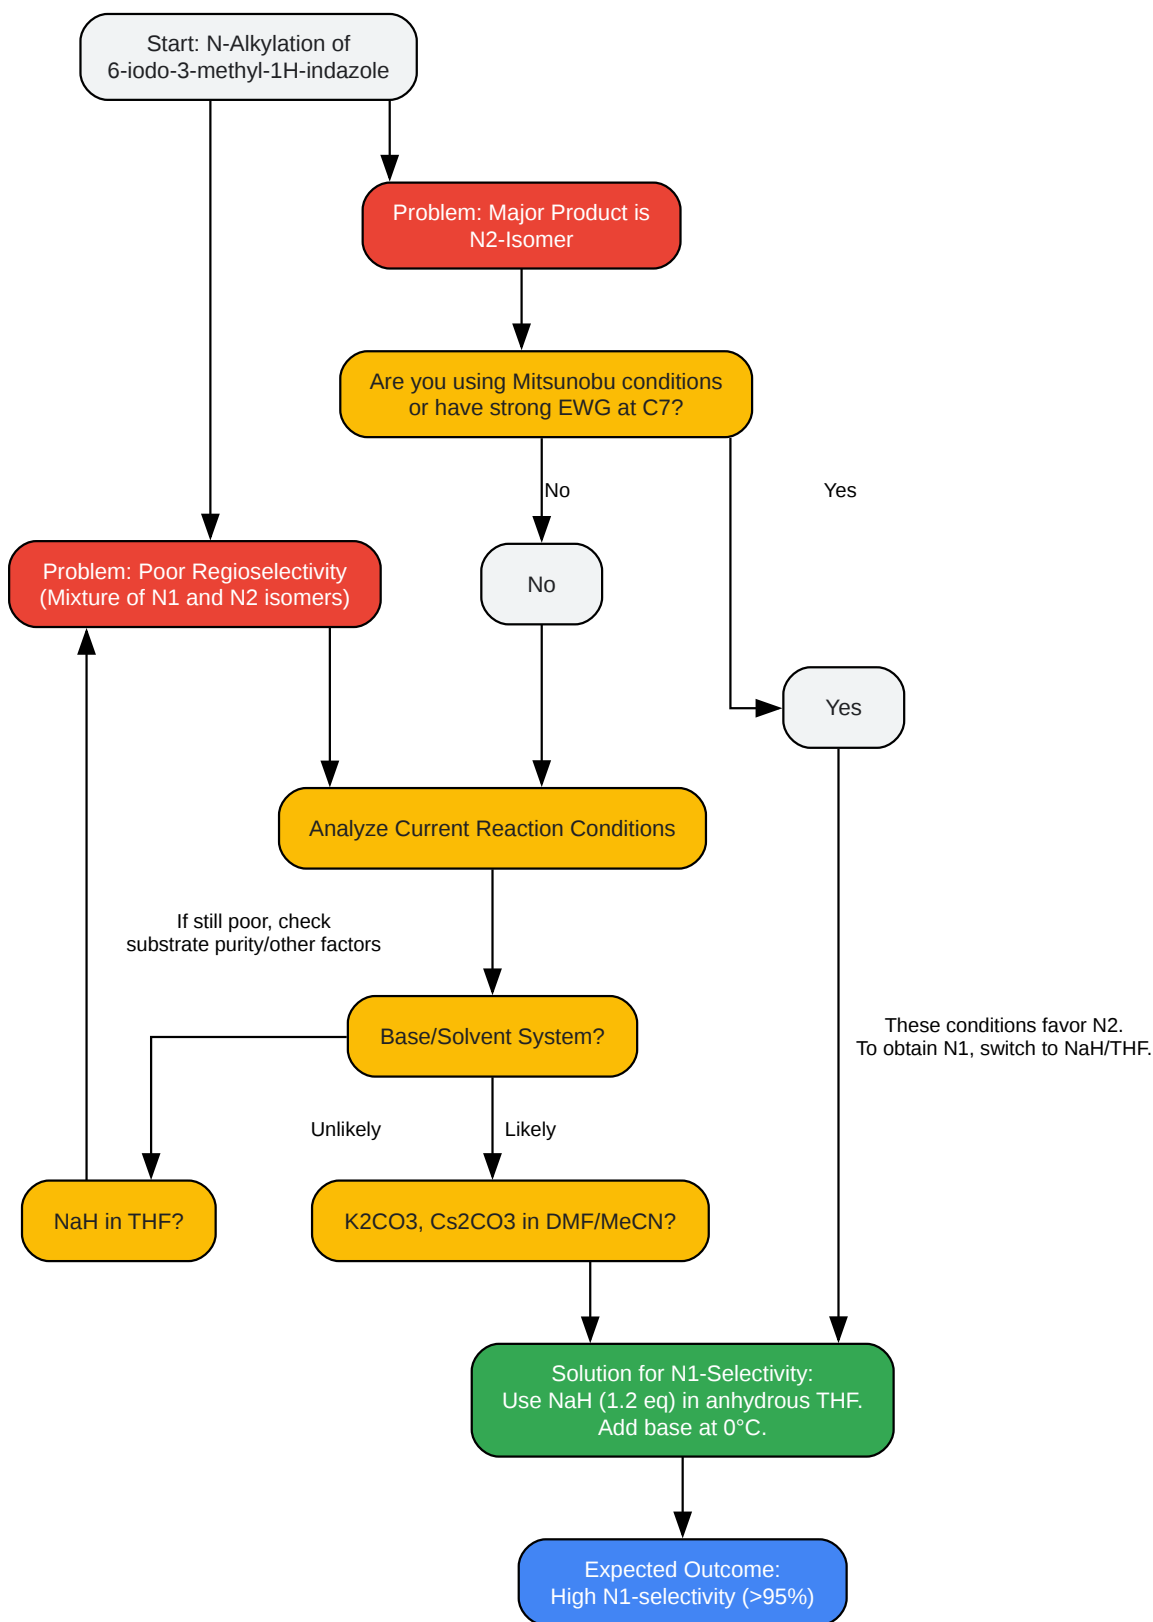 Start: N-Alkylation of
6-iodo-3-methyl-1H-indazole
Problem: Major Product is
N2-Isomer
Are you using Mitsunobu conditions
or have strong EWG at C7?
No
Yes
Problem: Poor Regioselectivity
(Mixture of N1 and N2 isomers)
No
Yes
Analyze Current Reaction Conditions
If still poor, check
substrate purity/other factors
Base/Solvent System?
These conditions favor N2.
To obtain N1, switch to NaH/THF.
Unlikely
Likely
NaH in THF?
K2CO3, Cs2CO3 in DMF/MeCN?
Solution for N1-Selectivity:
Use NaH (1.2 eq) in anhydrous THF.
Add base at 0°C.
Expected Outcome:
High N1-selectivity (>95%)